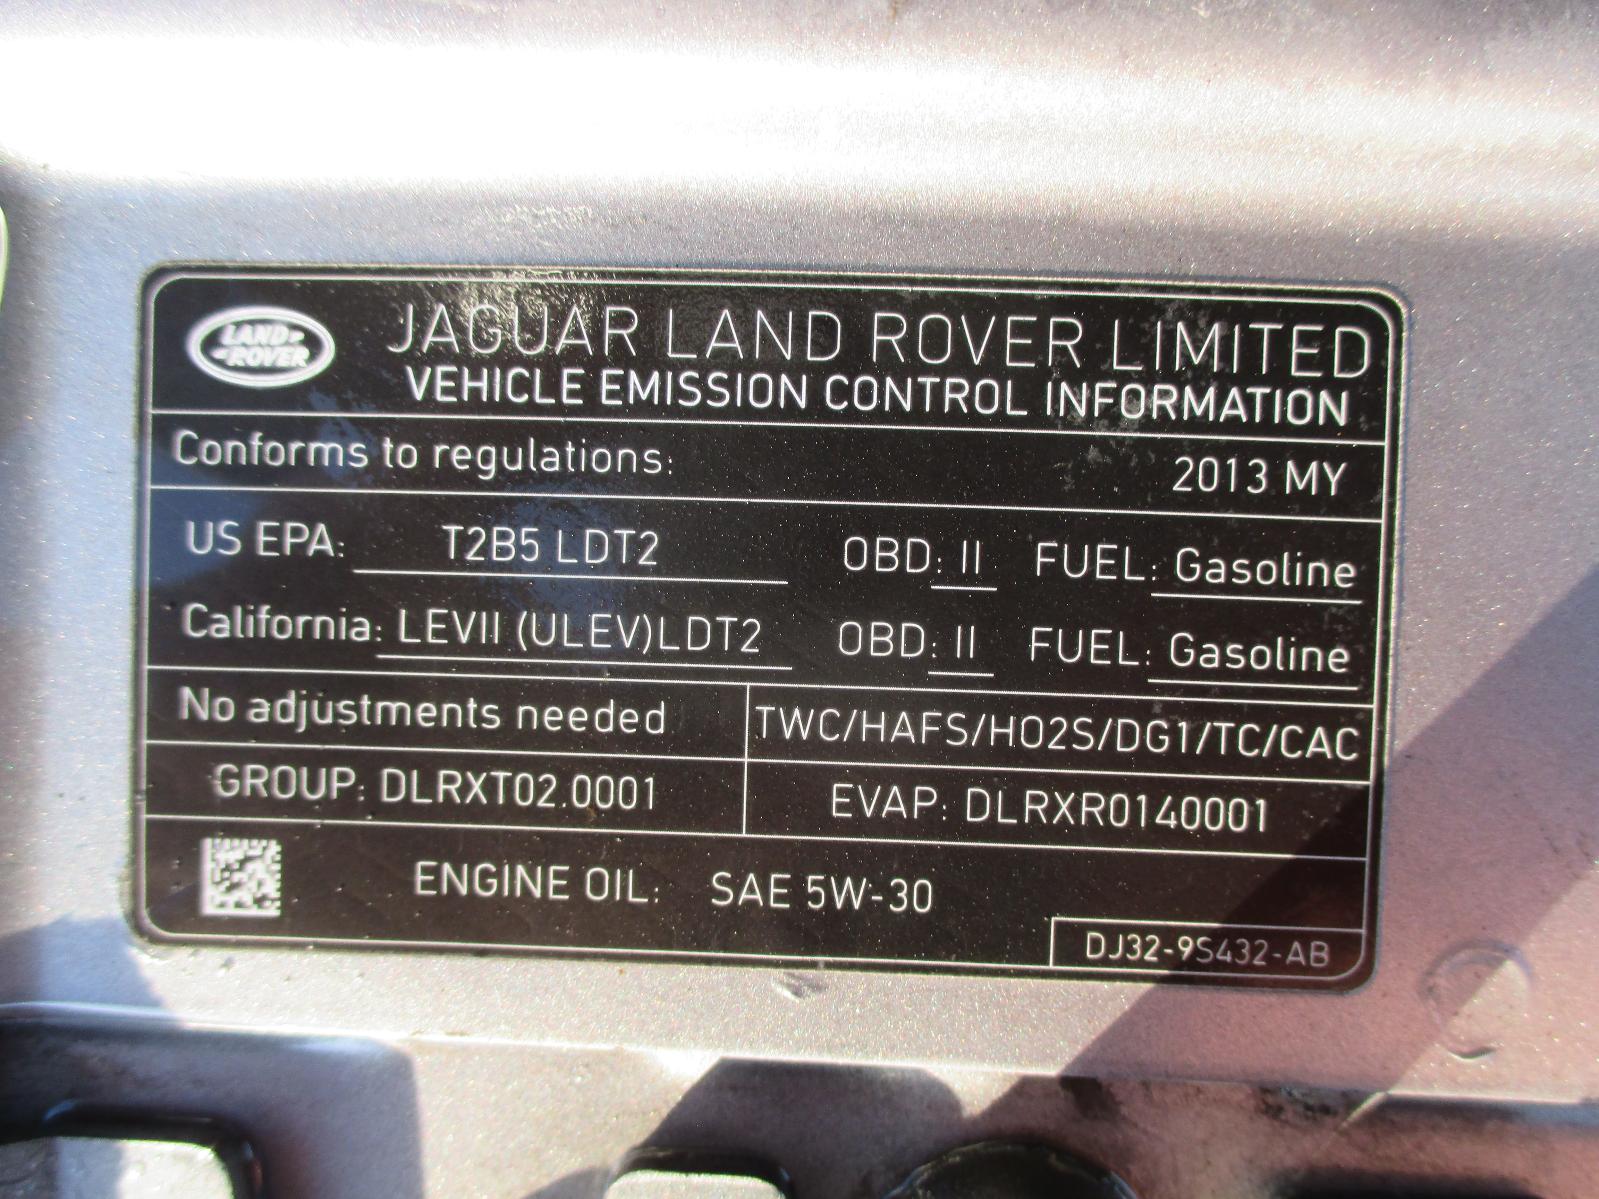 LAND ROVER
JAGUAR LAND ROVER LIMITED
VEHICLE EMISSION CONTROL INFORMATION
Conforms to regulations: 2013 MY
US EPA: T2B5 LDT2 OBD: II FUEL: Gasoline
California: LEVII (ULEV)LDT2 OBD: II FUEL: Gasoline
No adjustments needed TWC/HAFS/HO2S/DG1/TC/CAC
GROUP: DLRXT02.0001 EVAP: DLRXR0140001
ENGINE OIL: SAE 5W-30
DJ32-9S432-AB